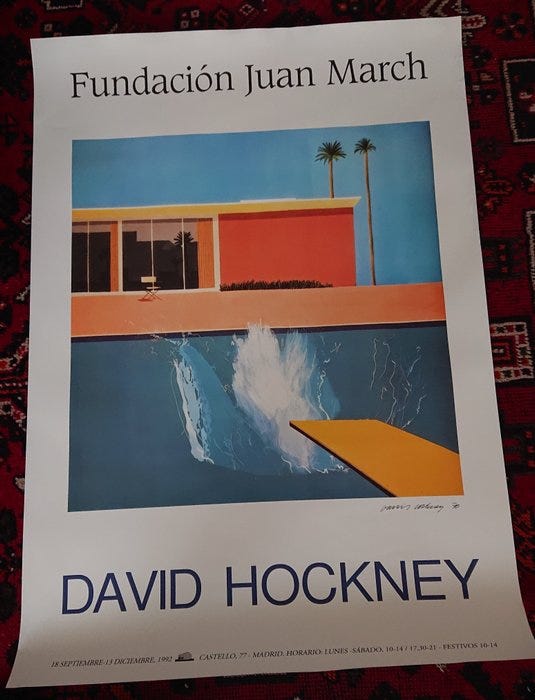 Fundación Juan March
DAVID HOCKNEY
18 SEPTIEMBRE-13 DICIEMBRE, 1992 CASTELLO, 77 - MADRID. HORARIO: LUNES -SÁBADO, 10-14 / 17,30-21 - FESTIVOS 10-14